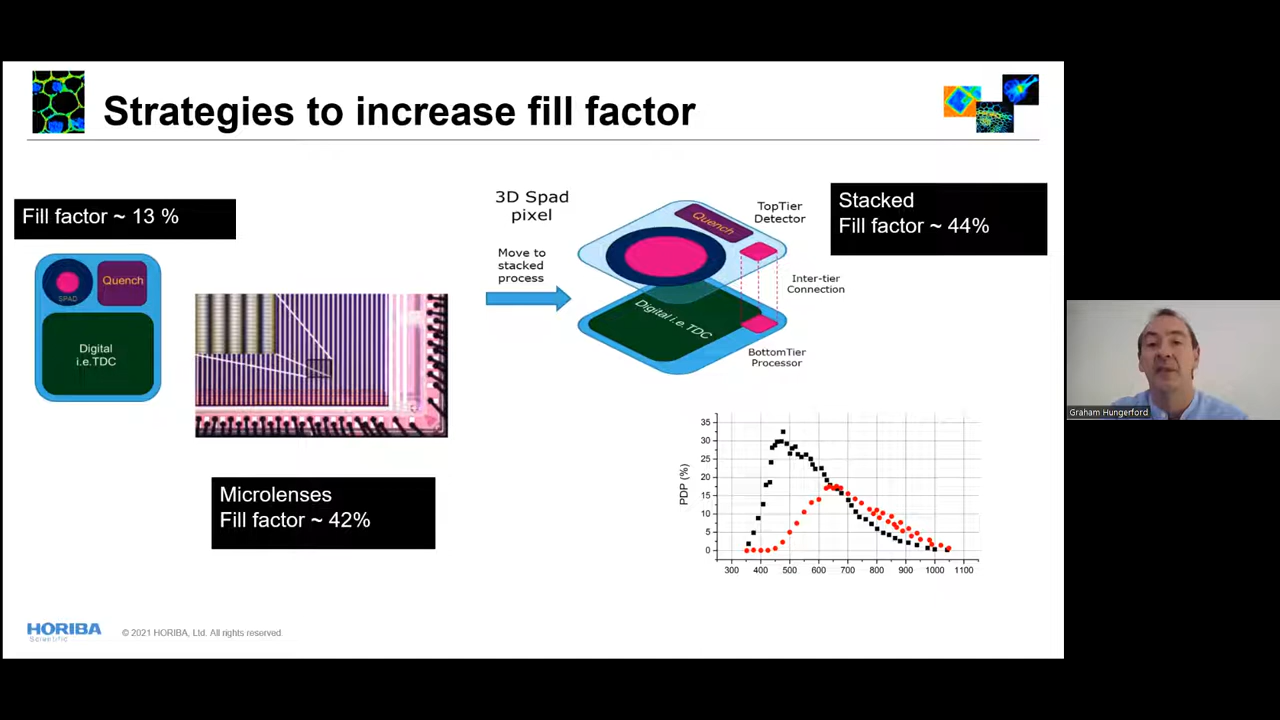 Strategies to increase fill factor
Fill factor ~ 13 %
SPAD
Quench
Digital
i.e.TDC
Microlenses
Fill factor ~ 42%
3D Spad
pixel
Move to
stacked
process
Quench
TopTier
Detector
Digital i.e.TDC
Inter-tier
Connection
BottomTier
Processor
Stacked
Fill factor ~ 44%
PDP (%)
35
30
25
20
15
10
5
0
300 400 500 600 700 800 900 1000 1100
HORIBA
Scientific
© 2021 HORIBA, Ltd. All rights reserved.
Graham Hungerford